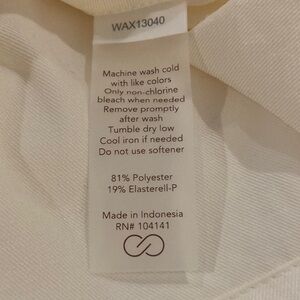 WAX13040
Machine wash cold
with like colors
Only non-chlorine
bleach when needed
Remove promptly
after wash
Tumble dry low
Cool iron if needed
Do not use softener
81% Polyester
19% Elasterell-P
Made in Indonesia
RN# 104141